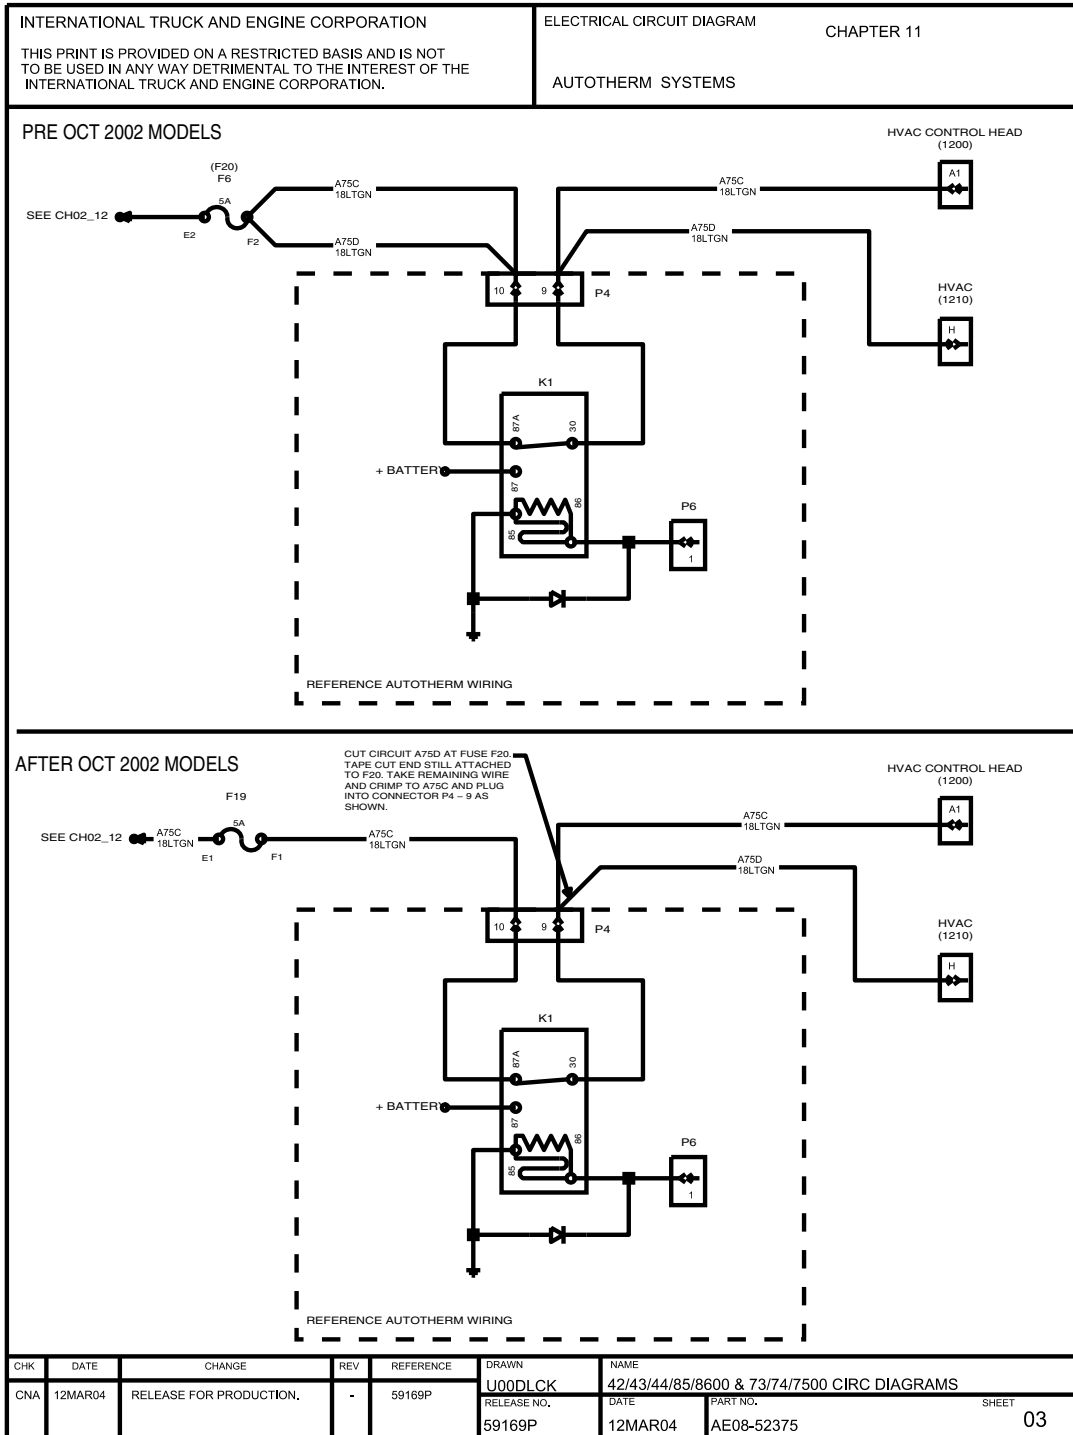 INTERNATIONAL TRUCK AND ENGINE CORPORATION
THIS PRINT IS PROVIDED ON A RESTRICTED BASIS AND IS NOT
TO BE USED IN ANY WAY DETRIMENTAL TO THE INTEREST OF THE
INTERNATIONAL TRUCK AND ENGINE CORPORATION.
ELECTRICAL CIRCUIT DIAGRAM
CHAPTER 11
AUTOTHERM SYSTEMS
PRE OCT 2002 MODELS
HVAC CONTROL HEAD
(1200)
A1
(F20)
F6
5A
SEE CH02_12
E2
F2
A75C
18LTGN
A75D
18LTGN
A75C
18LTGN
A75D
18LTGN
HVAC
(1210)
H
10
9
P4
K1
87A
30
+ BATTERY
87
86
85
P6
1
REFERENCE AUTOTHERM WIRING
AFTER OCT 2002 MODELS
CUT CIRCUIT A75D AT FUSE F20.
TAPE CUT END STILL ATTACHED
TO F20. TAKE REMAINING WIRE
AND CRIMP TO A75C AND PLUG
INTO CONNECTOR P4 – 9 AS
SHOWN.
HVAC CONTROL HEAD
(1200)
A1
F19
5A
SEE CH02_12
A75C
18LTGN
E1
F1
A75C
18LTGN
A75C
18LTGN
A75D
18LTGN
HVAC
(1210)
H
10
9
P4
K1
87A
30
+ BATTERY
87
86
85
P6
1
REFERENCE AUTOTHERM WIRING
CHK DATE CHANGE REV REFERENCE
CNA 12MAR04 RELEASE FOR PRODUCTION. - 59169P
DRAWN
U00DLCK
NAME
42/43/44/85/8600 & 73/74/7500 CIRC DIAGRAMS
RELEASE NO.
59169P
DATE
12MAR04
PART NO.
AE08-52375
SHEET
03